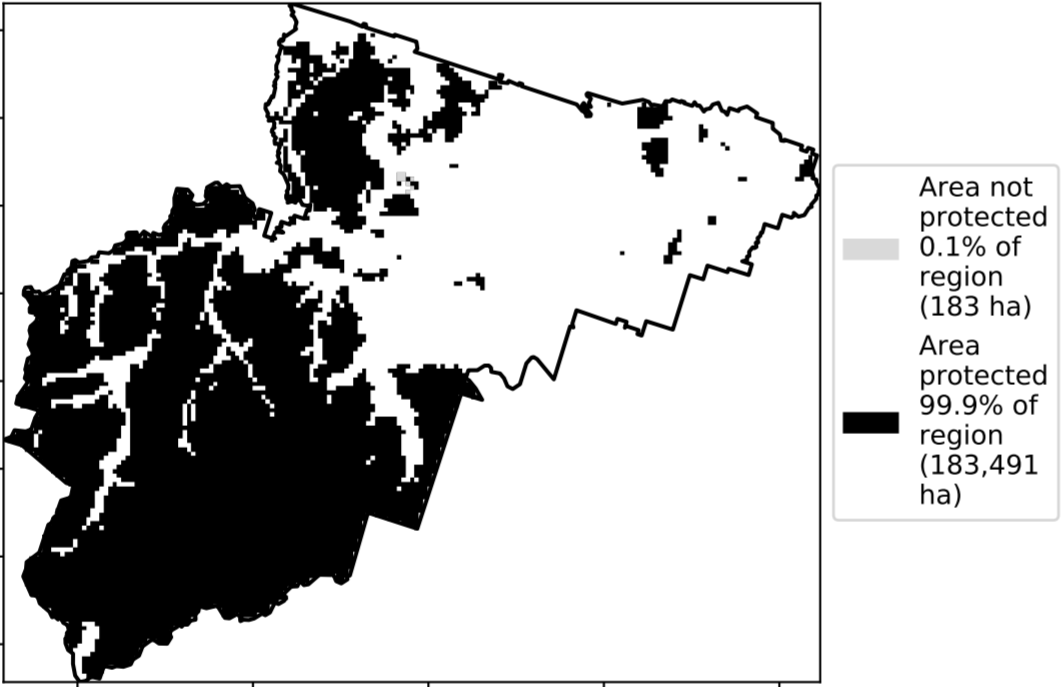 Area not
protected
0.1% of
region
(183 ha)
Area
protected
99.9% of
region
(183,491
ha)